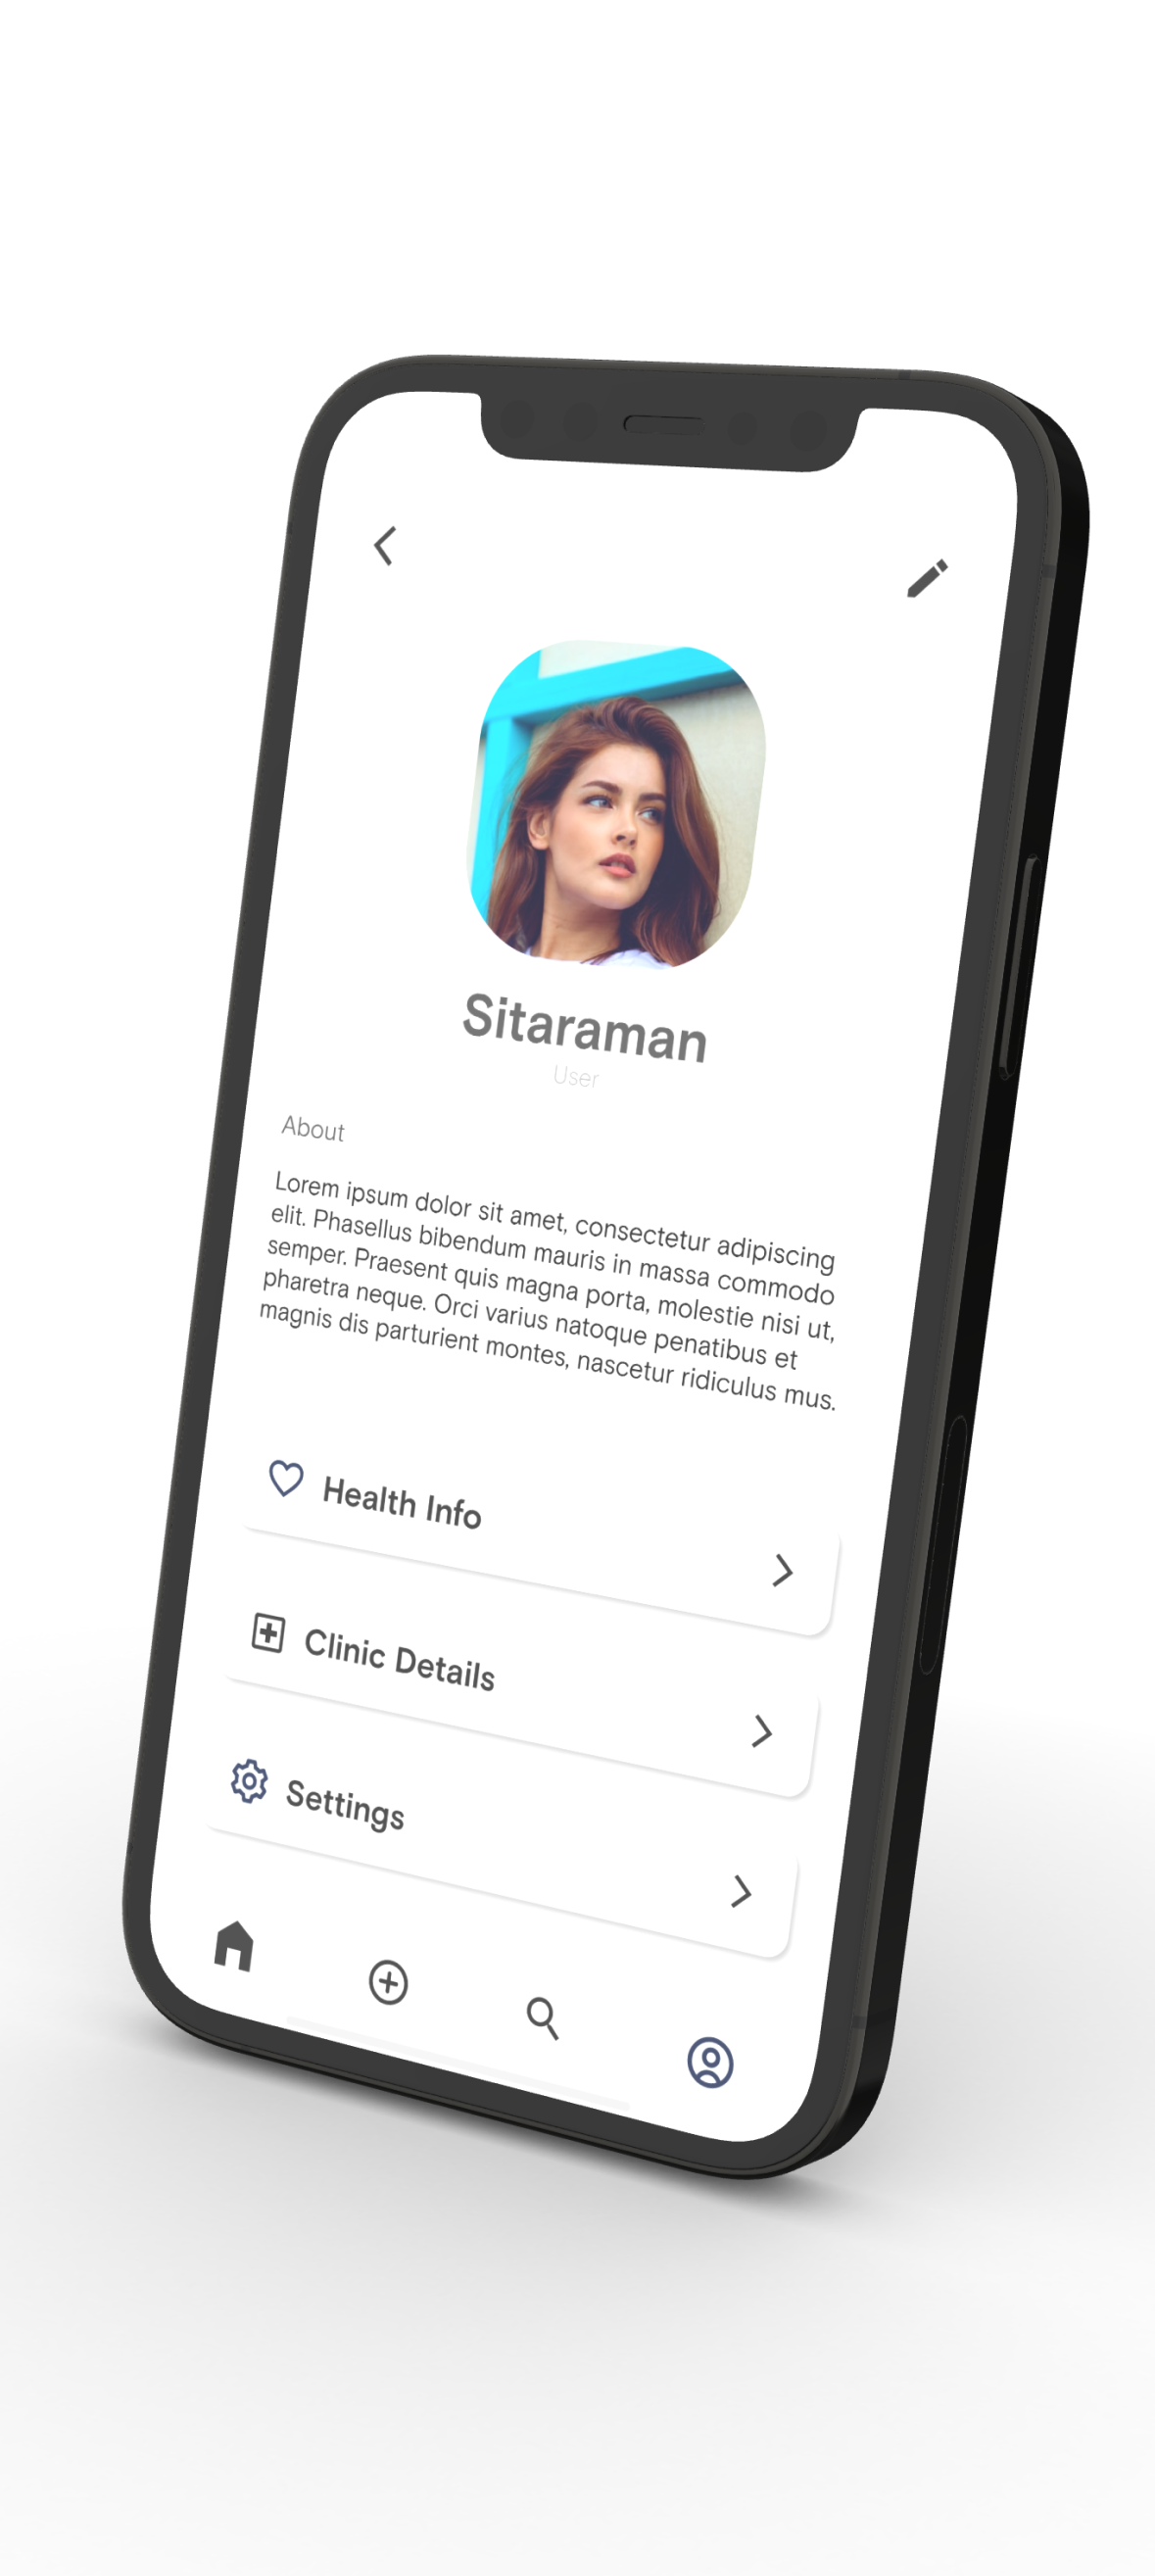 Sitaraman
User
About
Lorem ipsum dolor sit amet, consectetur adipiscing
elit. Phasellus bibendum mauris in massa commodo
semper. Praesent quis magna porta, molestie nisi ut,
pharetra neque. Orci varius natoque penatibus et
magnis dis parturient montes, nascetur ridiculus mus.
Health Info
Clinic Details
Settings